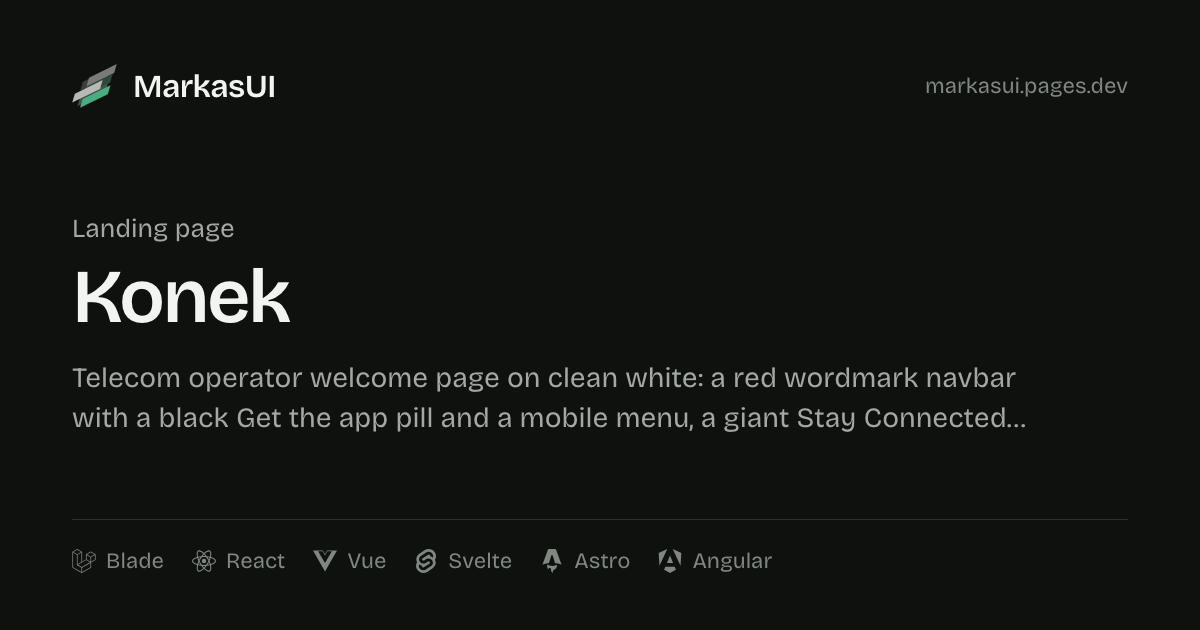 MarkasUI
markasui.pages.dev
Landing page
Konek
Telecom operator welcome page on clean white: a red wordmark navbar
with a black Get the app pill and a mobile menu, a giant Stay Connected...
Blade React Vue Svelte Astro Angular